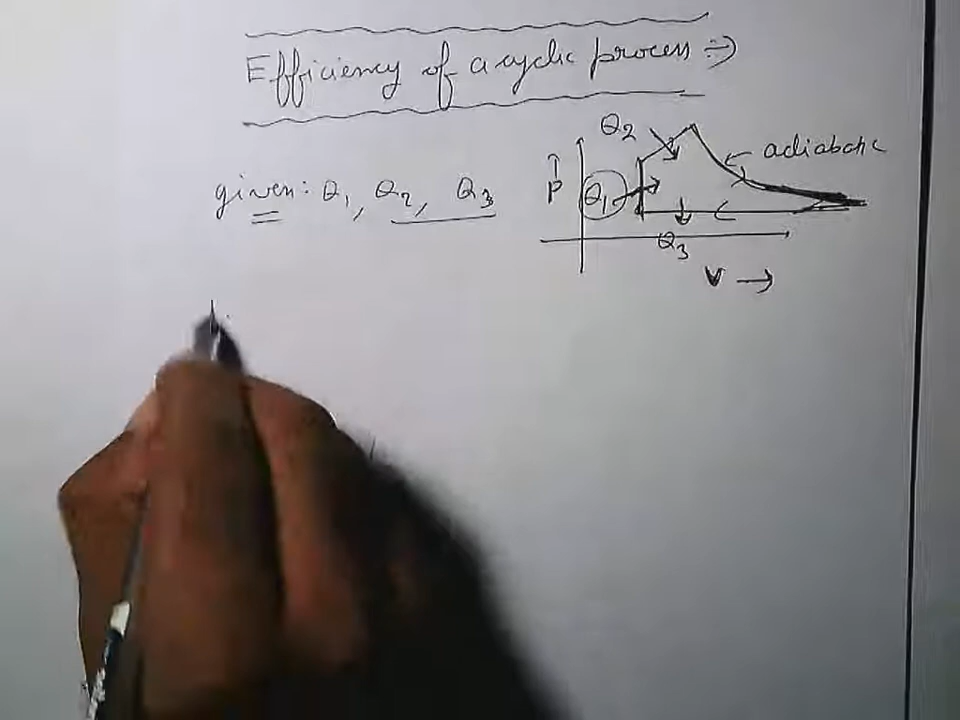 Efficiency of a cyclic process ⇒
given: Q1, Q2, Q3
Q2
adiabatic
P
Q1
Q3
V →